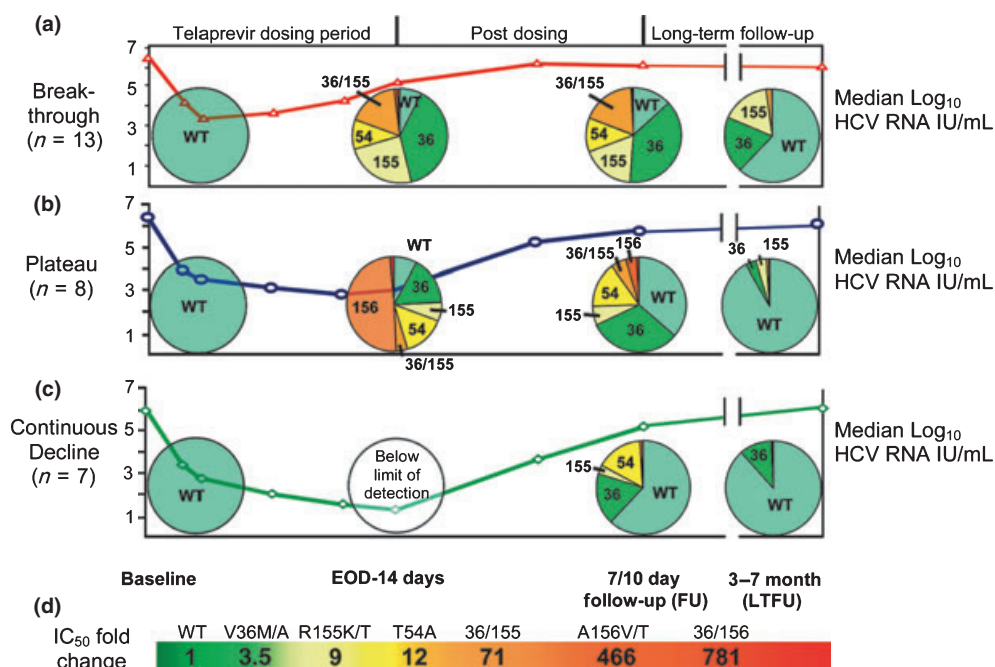 (a)
Telaprevir dosing period Post dosing Long-term follow-up
7
5
3
1
Break-
through
(n = 13)
WT
36/155
WT
36
155
54
36/155
WT
36
155
54
155
36
WT
Median Log10
HCV RNA IU/mL
(b)
7
5
3
1
Plateau
(n = 8)
WT
WT
156
36
155
54
36/155
36/155
156
54
155
WT
36
36
155
WT
Median Log10
HCV RNA IU/mL
(c)
7
5
3
1
Continuous
Decline
(n = 7)
WT
Below
limit of
detection
155
54
36
WT
36
WT
Median Log10
HCV RNA IU/mL
Baseline EOD-14 days 7/10 day 3–7 month
follow-up (FU) (LTFU)
(d)
WT V36M/A R155K/T T54A 36/155 A156V/T 36/156
IC50 fold
change
1 3.5 9 12 71 466 781